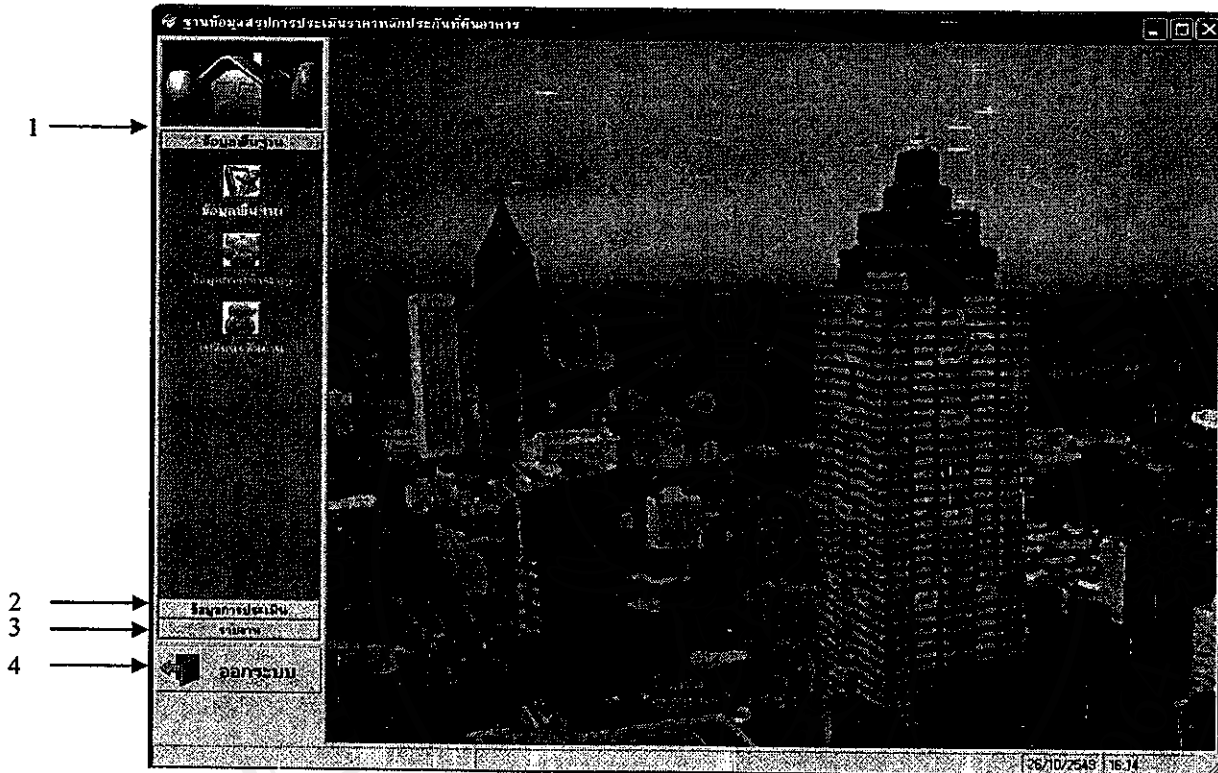 ฐานข้อมูลสรุปการประเมินราคาหลักประกันที่ดินอาคาร
1
ข้อมูลพื้นฐาน
ข้อมูลพื้นฐาน
2
ข้อมูลการประเมิน
3
รายงาน
4
ออกระบบ
26/10/2549
16:14